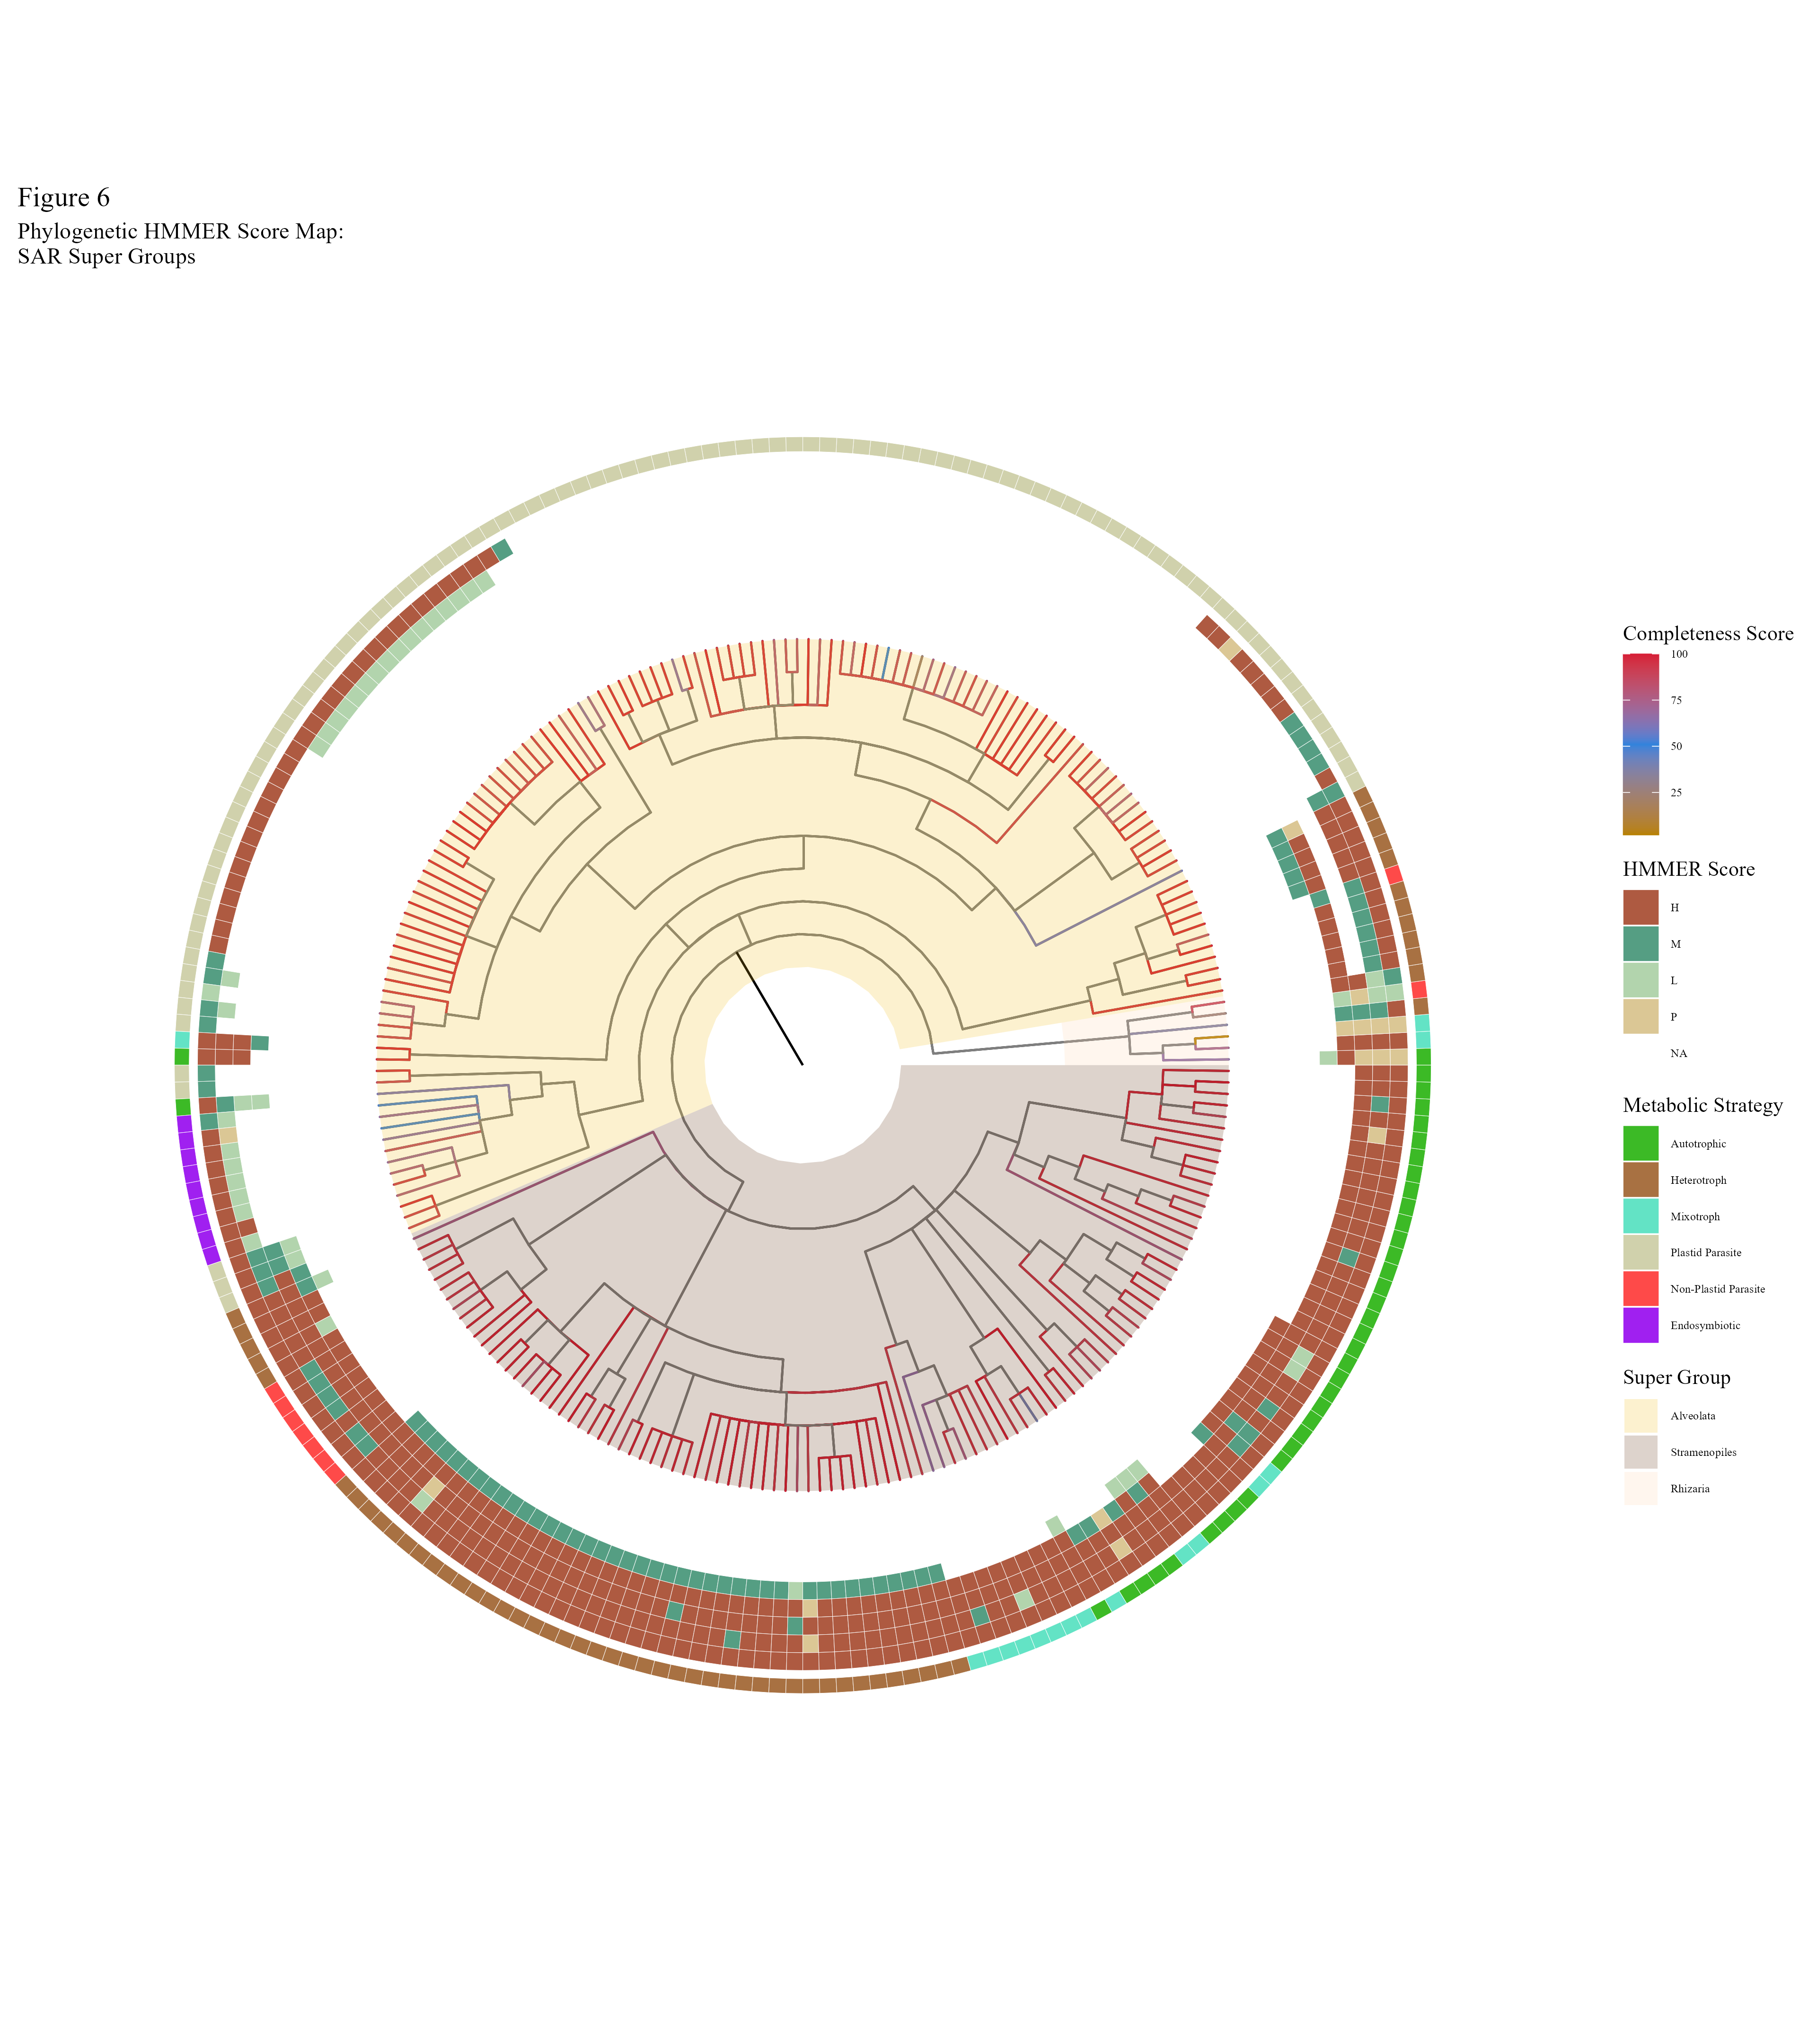 Figure 6
Phylogenetic HMMER Score Map:
SAR Super Groups
Completeness Score
100
75
50
25
HMMER Score
H
M
L
P
NA
Metabolic Strategy
Autotrophic
Heterotroph
Mixotroph
Plastid Parasite
Non-Plastid Parasite
Endosymbiotic
Super Group
Alveolata
Stramenopiles
Rhizaria